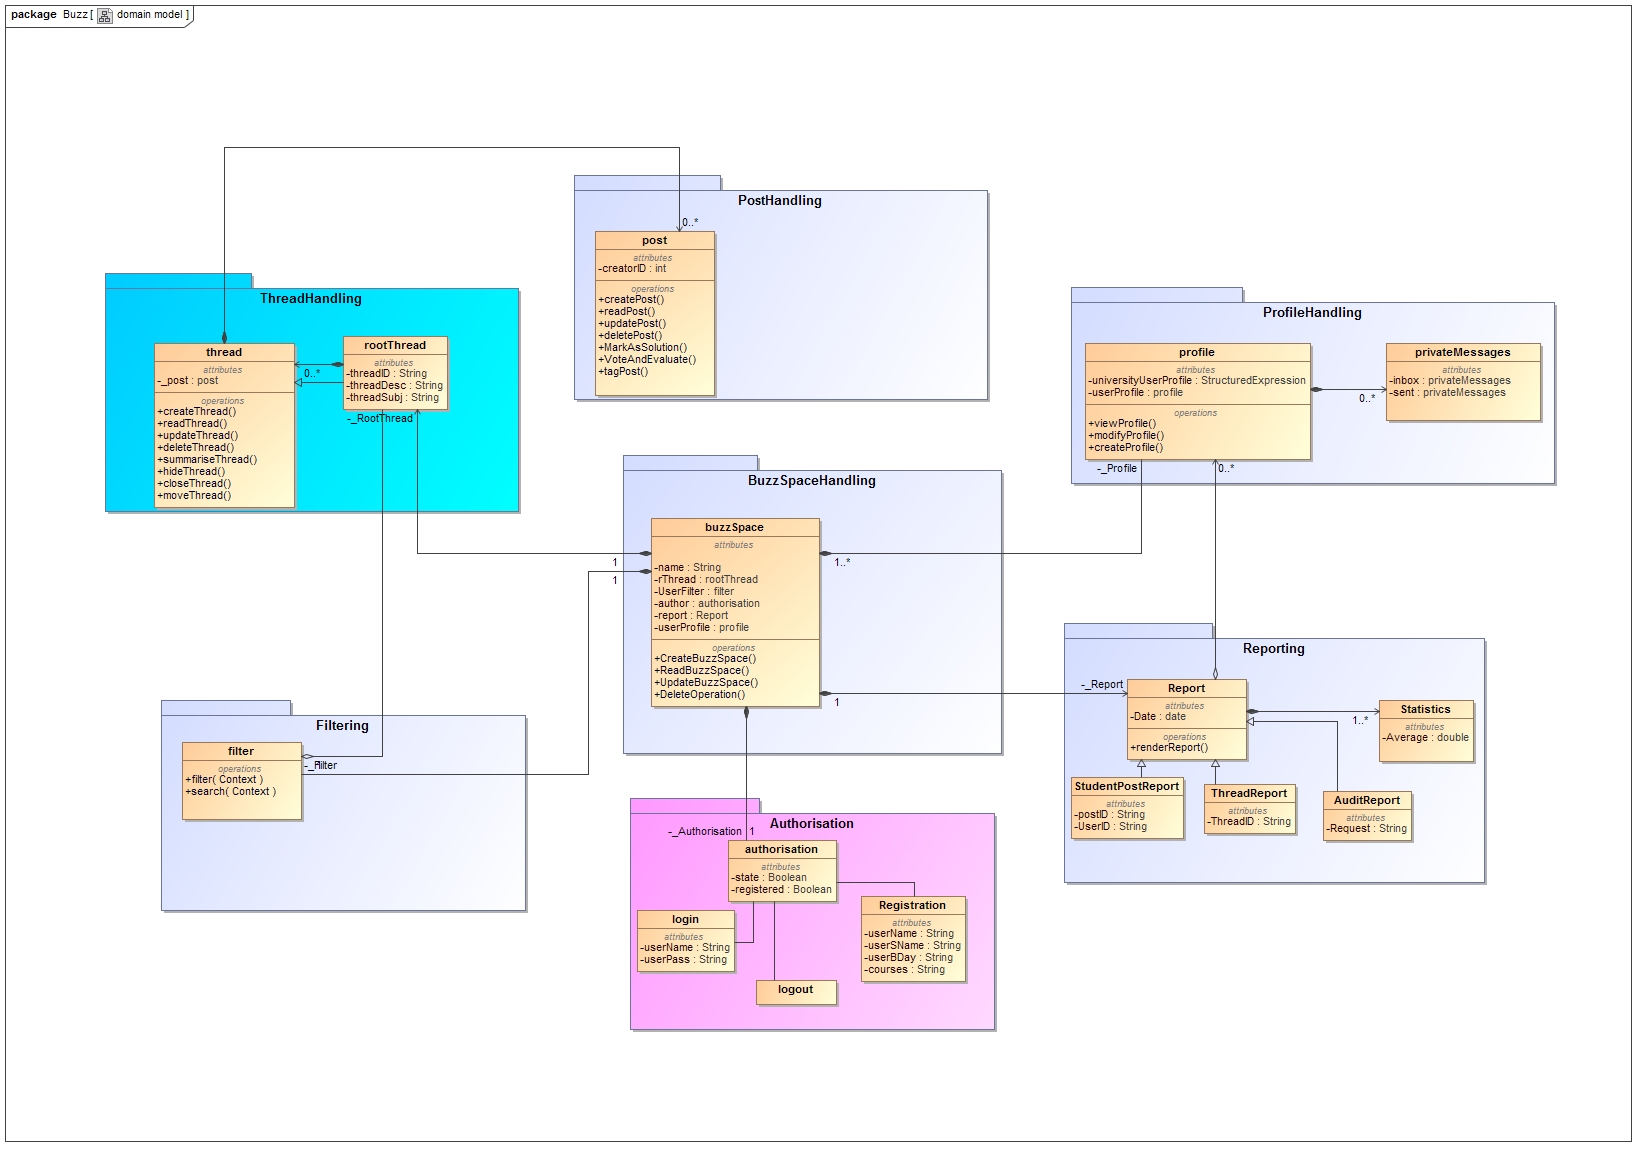 package Buzz [ domain model ]
PostHandling
0..*
post
attributes
-creatorID : int
operations
+createPost()
+readPost()
+updatePost()
+deletePost()
+MarkAsSolution()
+VoteAndEvaluate()
+tagPost()
ThreadHandling
thread
attributes
-_post : post
operations
+createThread()
+readThread()
+updateThread()
+deleteThread()
+summariseThread()
+hideThread()
+closeThread()
+moveThread()
0..*
rootThread
attributes
-threadID : String
-threadDesc : String
-threadSubj : String
-_RootThread
ProfileHandling
profile
attributes
-universityUserProfile : StructuredExpression
-userProfile : profile
operations
+viewProfile()
+modifyProfile()
+createProfile()
0..*
privateMessages
attributes
-inbox : privateMessages
-sent : privateMessages
-_Profile
0..*
BuzzSpaceHandling
buzzSpace
attributes
-name : String
-rThread : rootThread
-UserFilter : filter
-author : authorisation
-report : Report
-userProfile : profile
operations
+CreateBuzzSpace()
+ReadBuzzSpace()
+UpdateBuzzSpace()
+DeleteOperation()
1
1
1..*
1
Reporting
-_Report
Report
attributes
-Date : date
operations
+renderReport()
1..*
Statistics
attributes
-Average : double
StudentPostReport
attributes
-postID : String
-UserID : String
ThreadReport
attributes
-ThreadID : String
AuditReport
attributes
-Request : String
Filtering
filter
operations
+filter( Context )
+search( Context )
-_Filter
Authorisation
-_Authorisation
1
authorisation
attributes
-state : Boolean
-registered : Boolean
login
attributes
-userName : String
-userPass : String
logout
Registration
attributes
-userName : String
-userSName : String
-userBDay : String
-courses : String